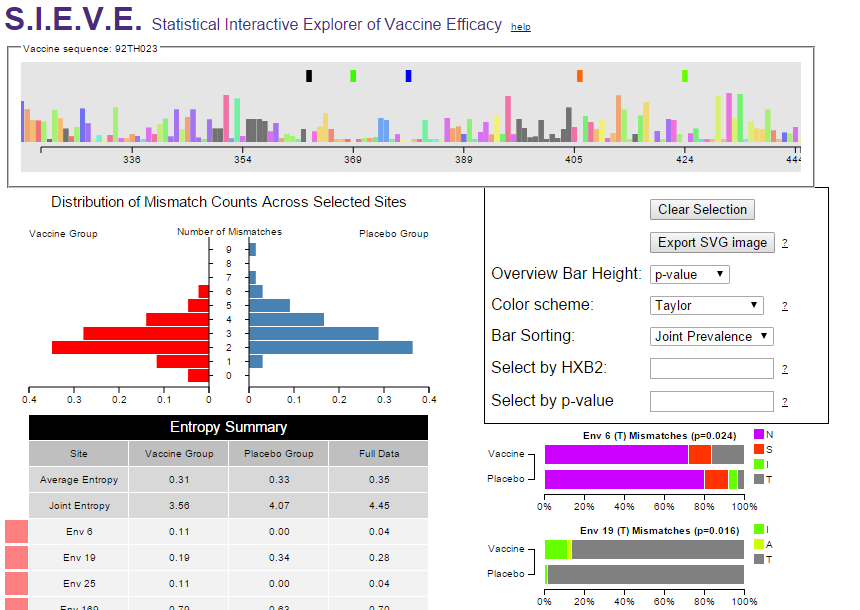 S.I.E.V.E. Statistical Interactive Explorer of Vaccine Efficacy help
Vaccine sequence: 92TH023
336 354 369 389 405 424 444
Distribution of Mismatch Counts Across Selected Sites
Vaccine Group Number of Mismatches Placebo Group
9
8
7
6
5
4
3
2
1
0
0.4 0.3 0.2 0.1 0 0 0.1 0.2 0.3 0.4
Clear Selection
Export SVG image ?
Overview Bar Height: p-value
Color scheme: Taylor ?
Bar Sorting: Joint Prevalence
Select by HXB2: ?
Select by p-value ?
Entropy Summary
Site Vaccine Group Placebo Group Full Data
Average Entropy 0.31 0.33 0.35
Joint Entropy 3.56 4.07 4.45
Env 6 0.11 0.00 0.04
Env 19 0.19 0.34 0.28
Env 25 0.11 0.00 0.04
Env 169 0.79 0.63 0.70
Env 6 (T) Mismatches (p=0.024)
Vaccine
Placebo
N
S
I
T
0% 20% 40% 60% 80% 100%
Env 19 (T) Mismatches (p=0.016)
Vaccine
Placebo
I
A
T
0% 20% 40% 60% 80% 100%